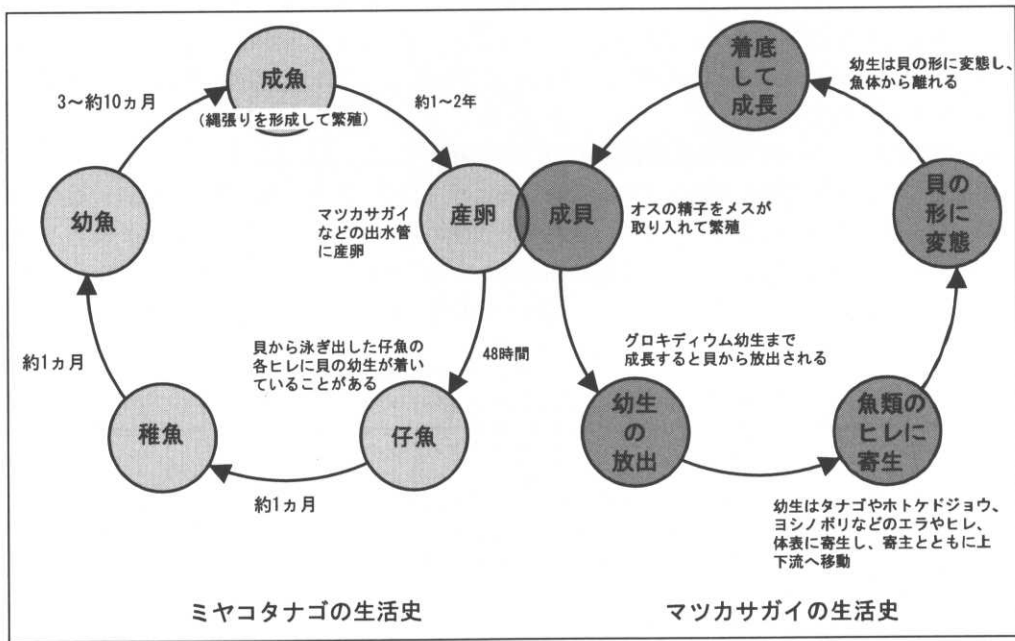 成魚
(縄張りを形成して繁殖)
3～約10ヵ月
約1～2年
幼魚
マツカサガイ
などの出水管
に産卵
産卵
約1ヵ月
貝から泳ぎ出した仔魚の
各ヒレに貝の幼生が着い
ていることがある
48時間
稚魚
仔魚
約1ヵ月
ミヤコタナゴの生活史
着底
して
成長
幼生は貝の形に変態し、
魚体から離れる
成貝
オスの精子をメスが
取り入れて繁殖
貝の
形に
変態
グロキディウム幼生まで
成長すると貝から放出される
幼生
の
放出
魚類の
ヒレに
寄生
幼生はタナゴやホトケドジョウ、
ヨシノボリなどのエラやヒレ、
体表に寄生し、寄主とともに上
下流へ移動
マツカサガイの生活史